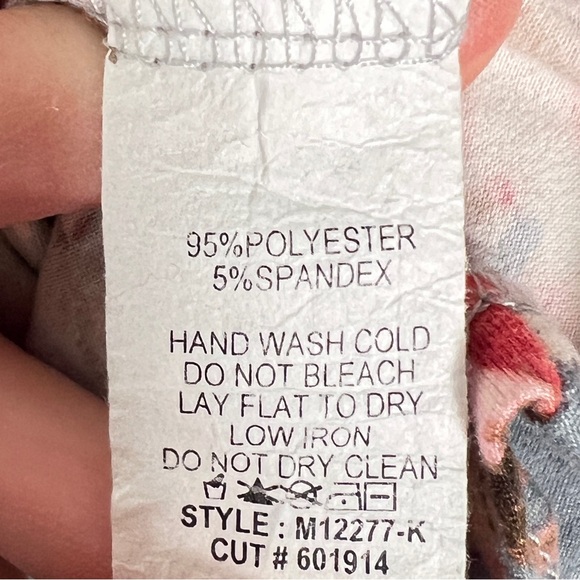 95%POLYESTER
5%SPANDEX
HAND WASH COLD
DO NOT BLEACH
LAY FLAT TO DRY
LOW IRON
DO NOT DRY CLEAN
STYLE : M12277-K
CUT # 601914